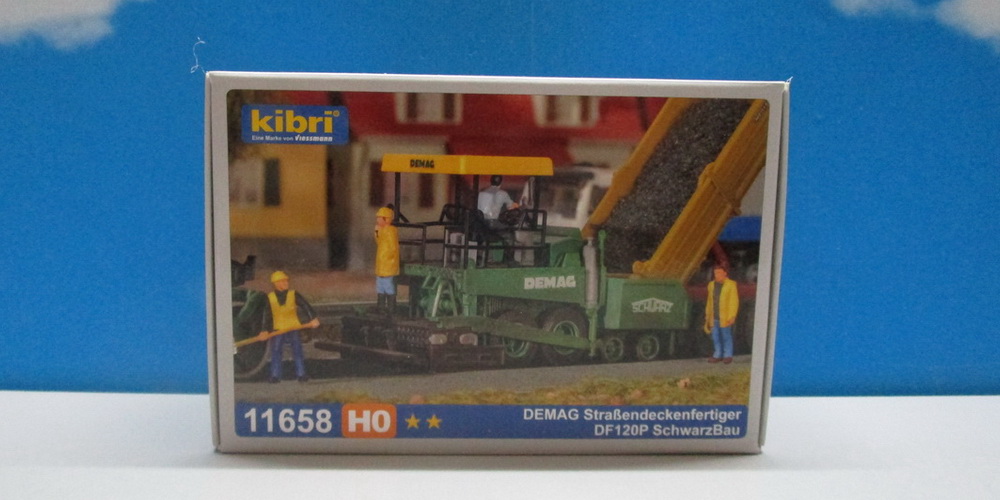 kibri
Eine Marke von Viessmann
DEMAG
DEMAG
SCHWARZ
11658 H0
DEMAG Straßendeckenfertiger
DF120P SchwarzBau